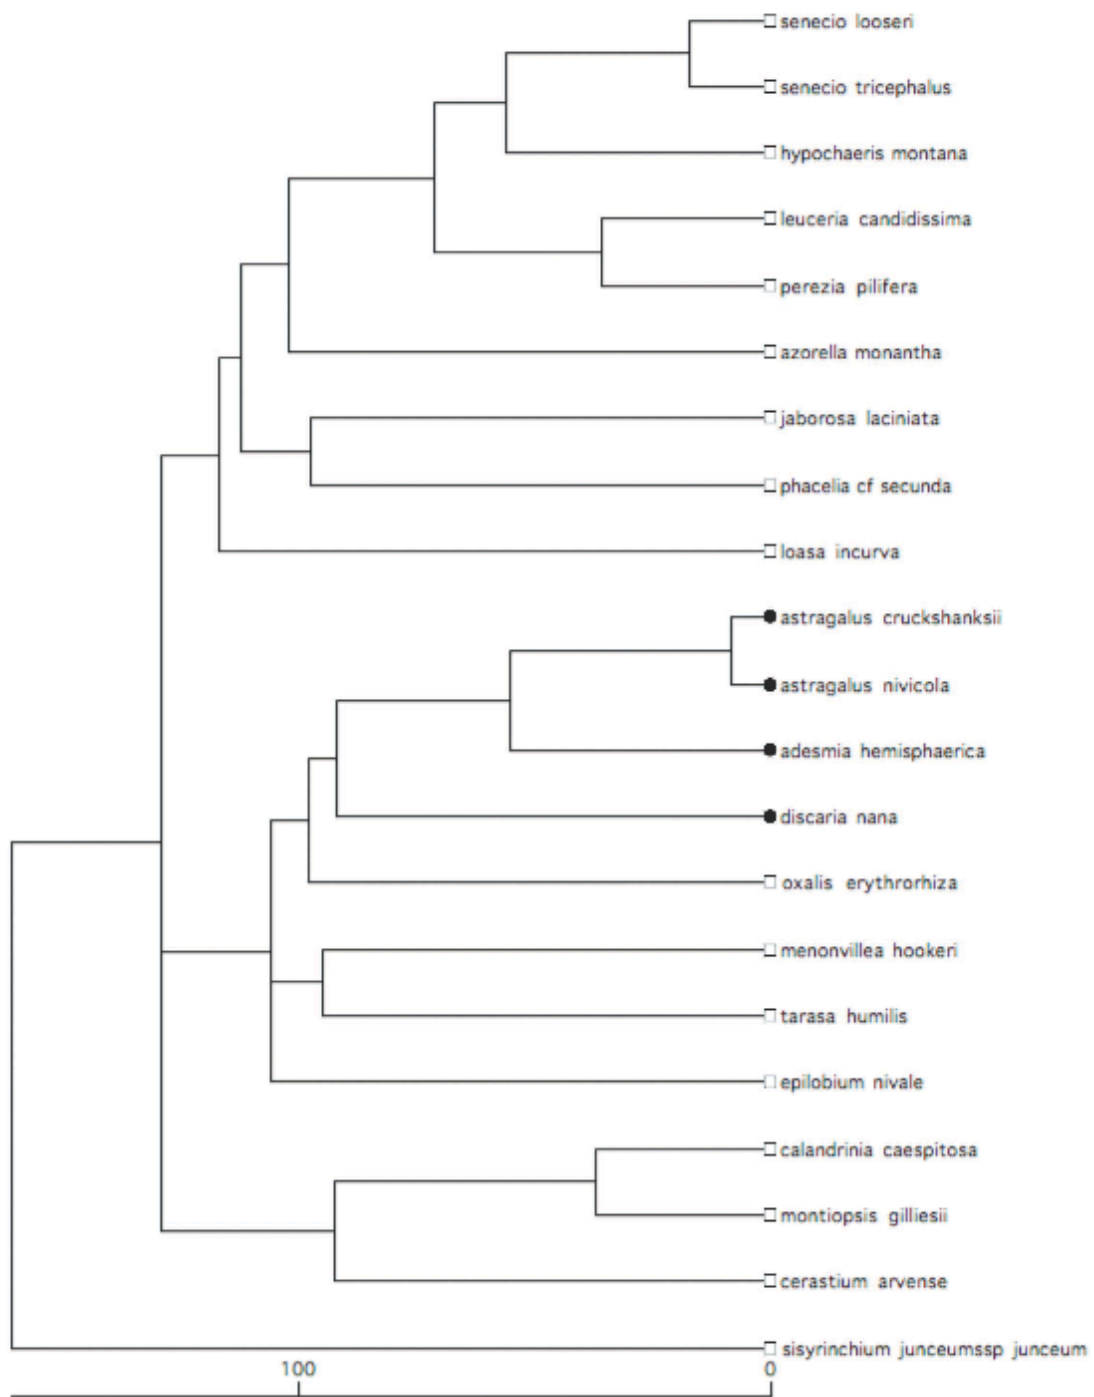 senecio looseri
senecio tricephalus
hypochaeris montana
leuceria candidissima
perezia pilifera
azorella monantha
jaborosa laciniata
phacelia cf secunda
loasa incurva
astragalus cruckshanksii
astragalus nivicola
adesmia hemisphaerica
discaria nana
oxalis erythrorhiza
menonvillea hookeri
tarasa humilis
epilobium nivale
calandrinia caespitosa
montiopsis gilliesii
cerastium arvense
sisyrinchium junceumssp junceum
100 0